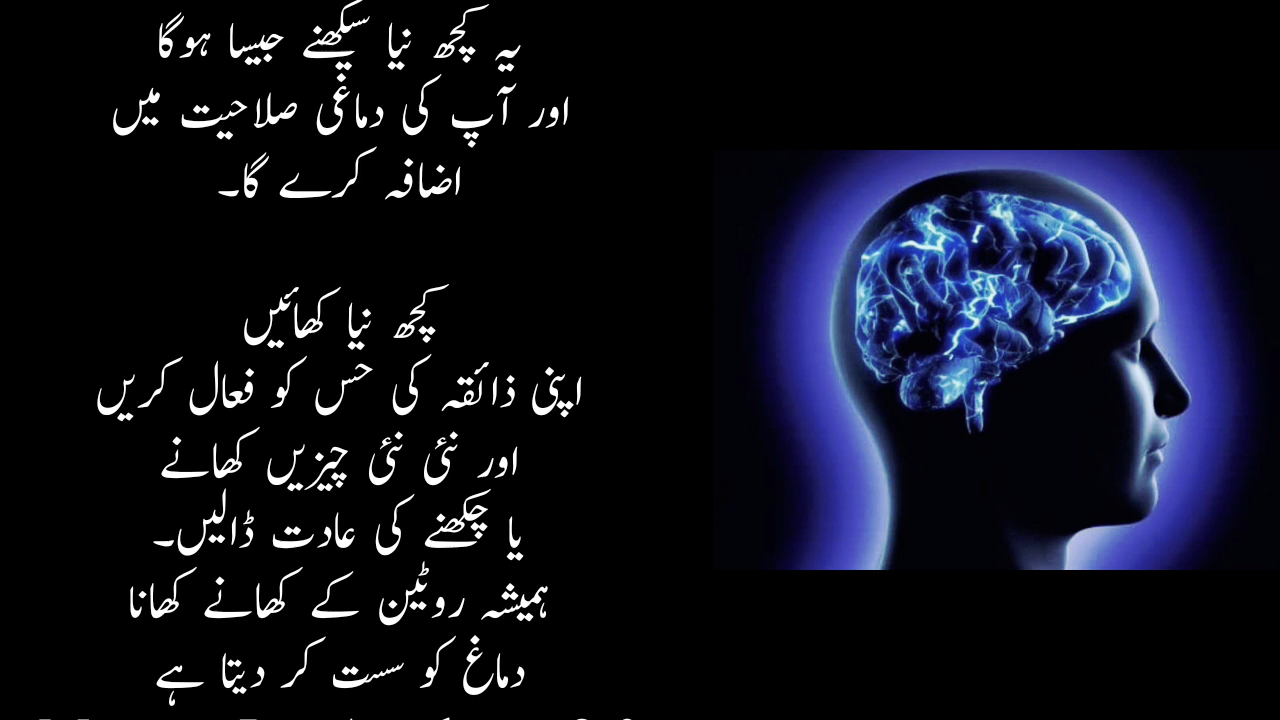 یہ کچھ نیا سیکھنے جیسا ہوگا
اور آپ کی دماغی صلاحیت میں
اضافہ کرے گا۔
کچھ نیا کھائیں
اپنی ذائقہ کی حس کو فعال کریں
اور نئی نئی چیزیں کھانے
یا چکھنے کی عادت ڈالیں۔
ہمیشہ روٹین کے کھانے کھانا
دماغ کو سست کر دیتا ہے